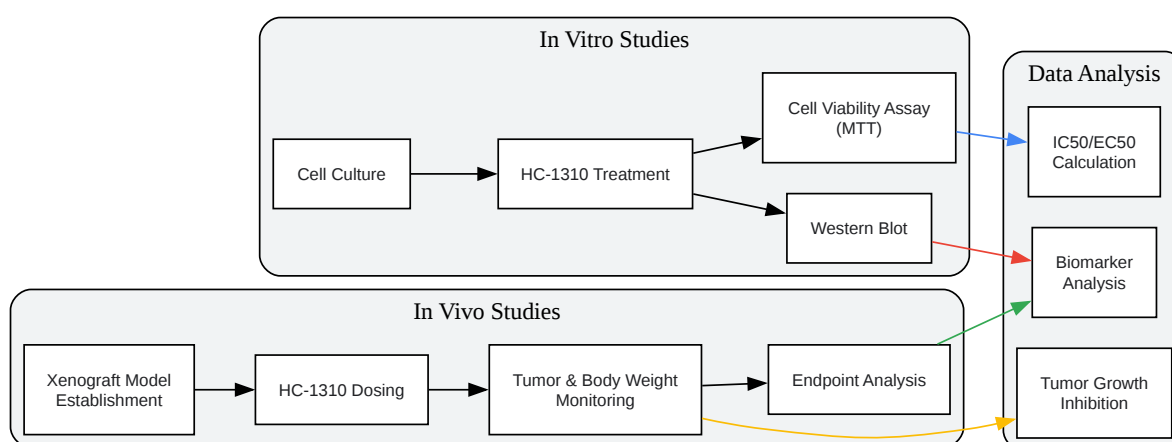 In Vitro Studies
Cell Culture
HC-1310 Treatment
Cell Viability Assay
(MTT)
Western Blot
In Vivo Studies
Xenograft Model
Establishment
HC-1310 Dosing
Tumor & Body Weight
Monitoring
Endpoint Analysis
Data Analysis
IC50/EC50
Calculation
Biomarker
Analysis
Tumor Growth
Inhibition